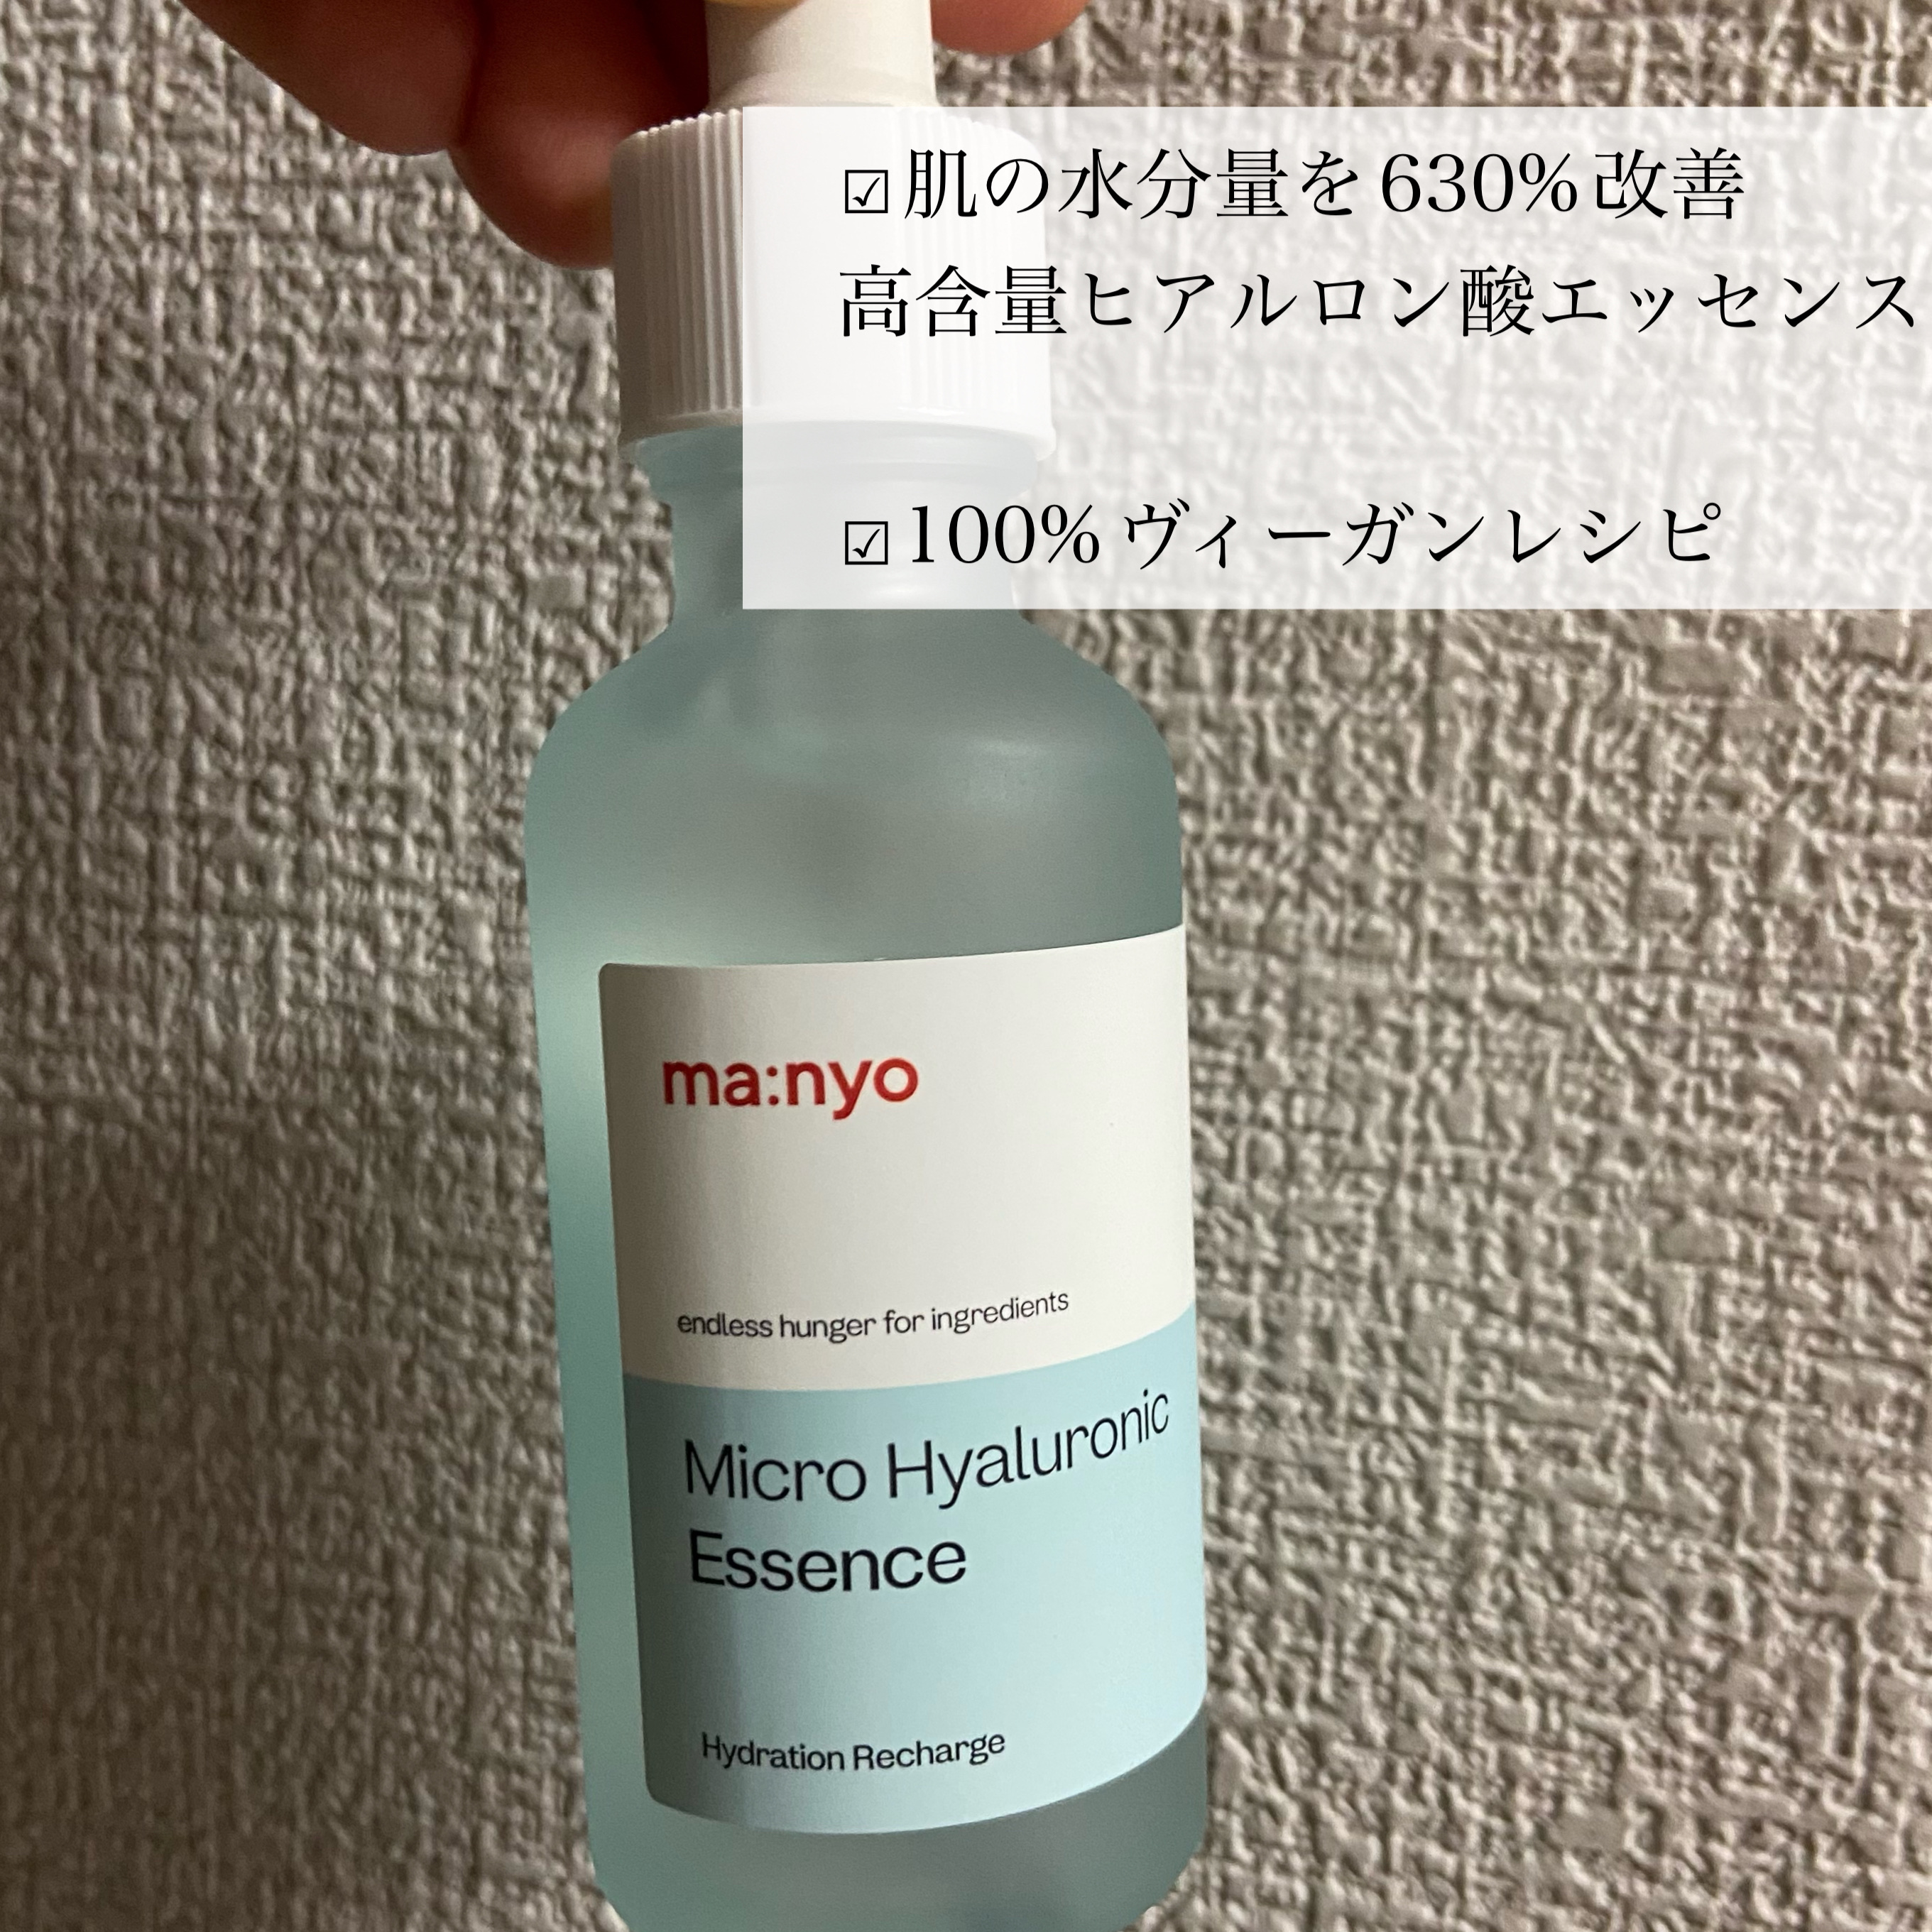 ☑肌の水分量を630%改善
高含量ヒアルロン酸エッセンス
☑100%ヴィーガンレシピ
ma:nyo
endless hunger for ingredients
Micro Hyaluronic
Essence
Hydration Recharge